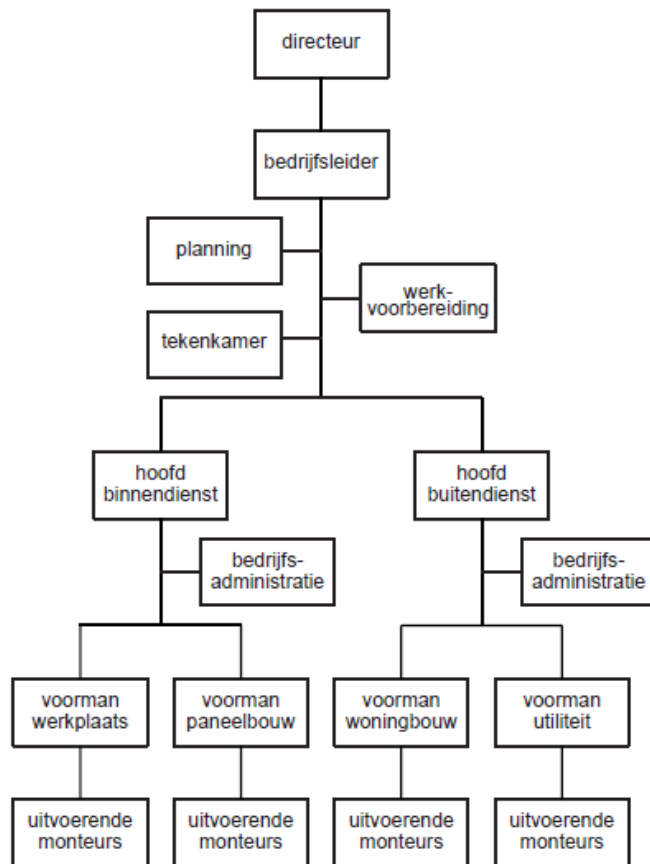 directeur
bedrijfsleider
planning
werk-
voorbereiding
tekenkamer
hoofd
binnendienst
hoofd
buitendienst
bedrijfs-
administratie
bedrijfs-
administratie
voorman
werkplaats
voorman
paneelbouw
voorman
woningbouw
voorman
utiliteit
uitvoerende
monteurs
uitvoerende
monteurs
uitvoerende
monteurs
uitvoerende
monteurs